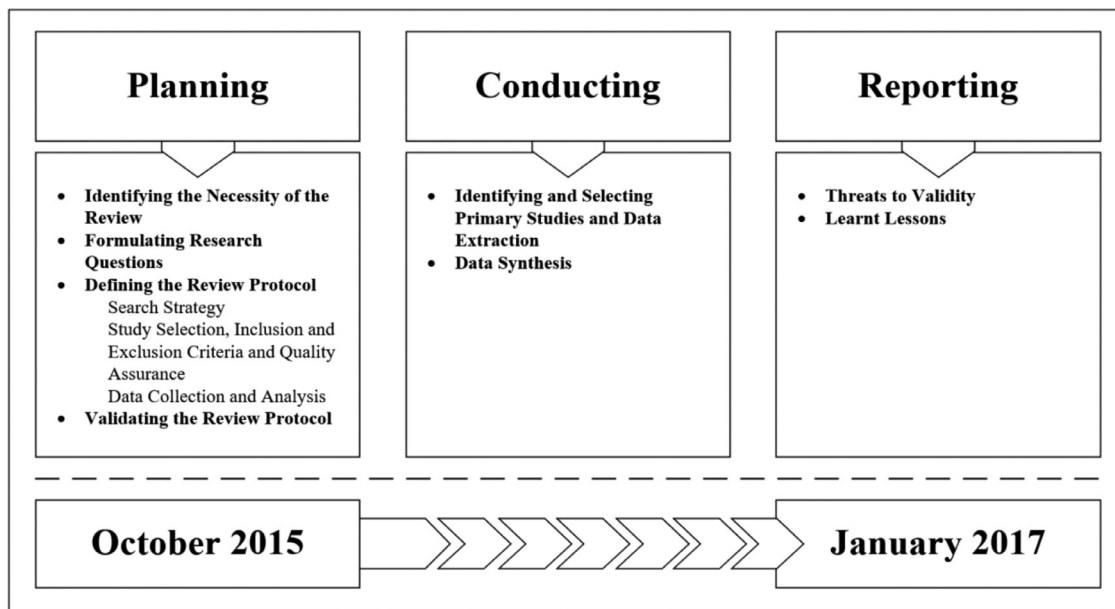 Planning
• Identifying the Necessity of the
Review
• Formulating Research
Questions
• Defining the Review Protocol
Search Strategy
Study Selection, Inclusion and
Exclusion Criteria and Quality
Assurance
Data Collection and Analysis
• Validating the Review Protocol
Conducting
• Identifying and Selecting
Primary Studies and Data
Extraction
• Data Synthesis
Reporting
• Threats to Validity
• Learnt Lessons
October 2015
January 2017